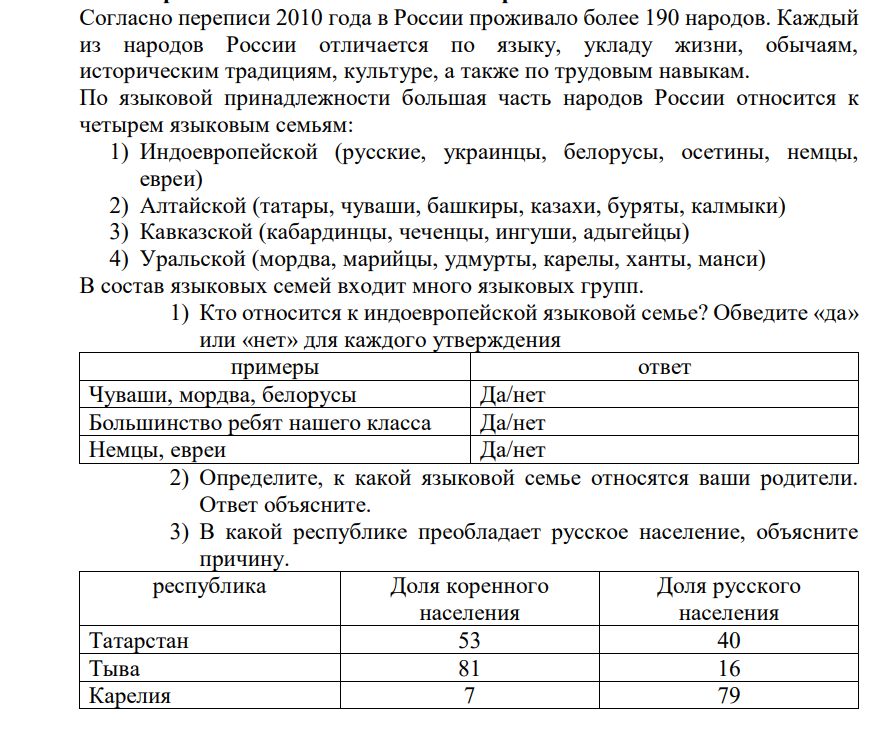 Согласно переписи 2010 года в России проживало более 190 народов. Каждый
из народов России отличается по языку, укладу жизни, обычаям,
историческим традициям, культуре, а также по трудовым навыкам.
По языковой принадлежности большая часть народов России относится к
четырем языковым семьям:
1) Индоевропейской (русские, украинцы, белорусы, осетины, немцы,
евреи)
2) Алтайской (татары, чуваши, башкиры, казахи, буряты, калмыки)
3) Кавказской (кабардинцы, чеченцы, ингуши, адыгейцы)
4) Уральской (мордва, марийцы, удмурты, карелы, ханты, манси)
В состав языковых семей входит много языковых групп.
1) Кто относится к индоевропейской языковой семье? Обведите «да»
или «нет» для каждого утверждения
примеры ответ
Чуваши, мордва, белорусы Да/нет
Большинство ребят нашего класса Да/нет
Немцы, евреи Да/нет
2) Определите, к какой языковой семье относятся ваши родители.
Ответ объясните.
3) В какой республике преобладает русское население, объясните
причину.
республика Доля коренного Доля русского
населения населения
Татарстан 53 40
Тыва 81 16
Карелия 7 79